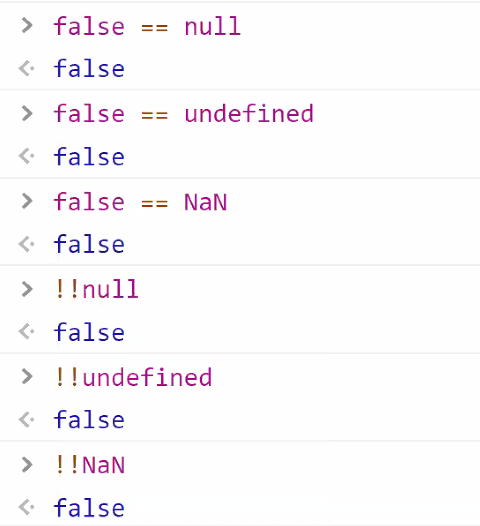 false == null
false
false == undefined
false
false == NaN
false
!!null
false
!!undefined
false
!!NaN
false